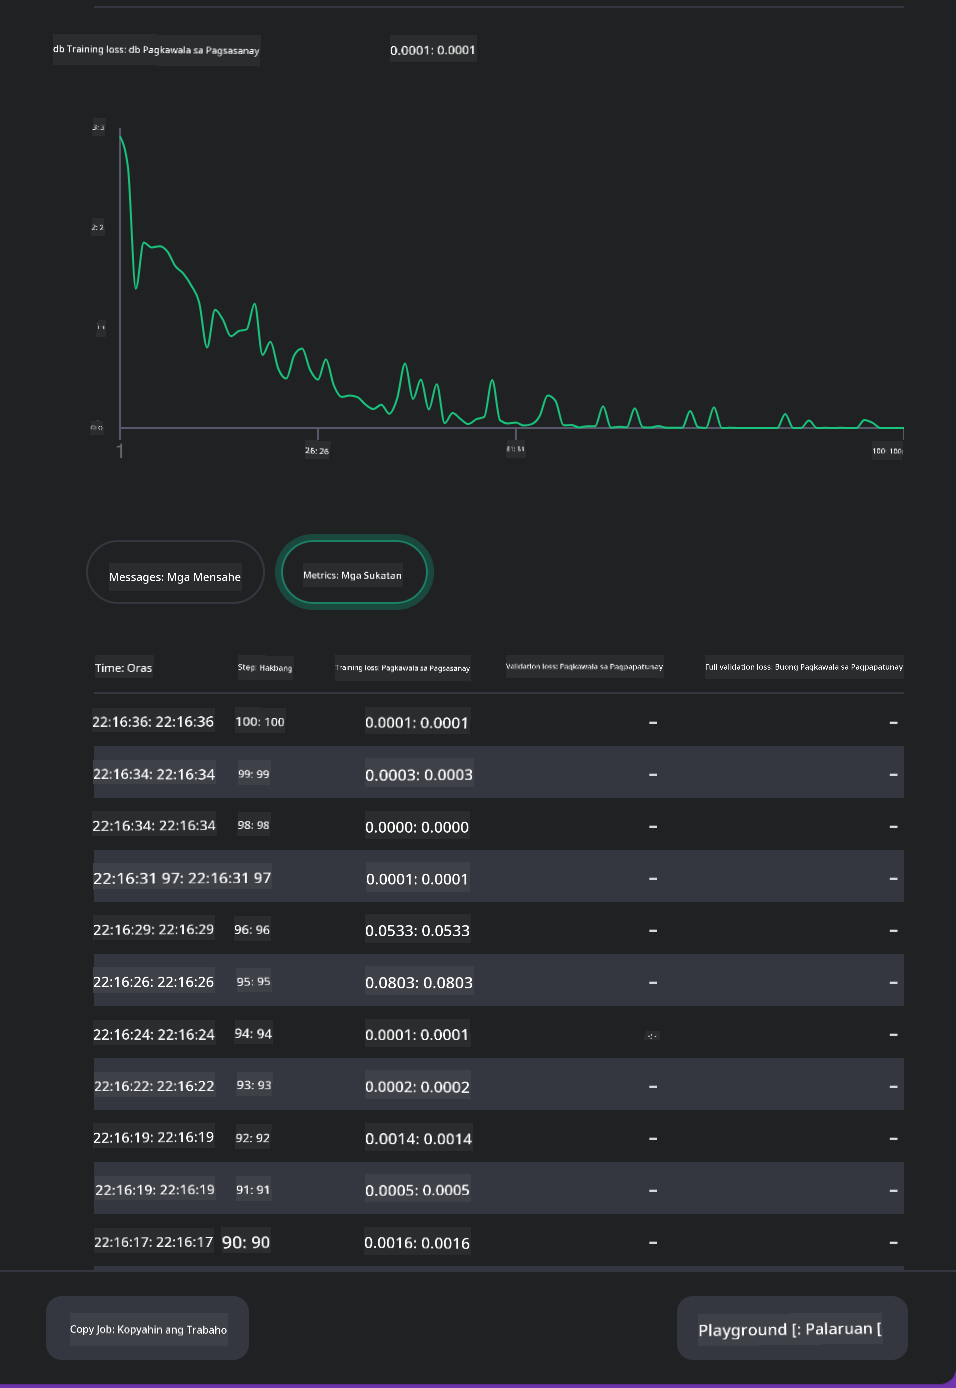 db Training loss: db Pagkawala sa Pagsasanay
0.0001: 0.0001
3:3
2:2
1:1
0:0
1
26: 26
51: 51
100: 100:
Messages: Mga Mensahe
Metrics: Mga Sukatan
Time: Oras Step: Hakbang Training loss: Pagkawala sa Pagsasanay Validation loss: Pagkawala sa Pagpapatunay Full validation loss: Buong Pagkawala sa Pagpapatunay
22:16:36: 22:16:36 100: 100 0.0001: 0.0001 – –
22:16:34: 22:16:34 99: 99 0.0003: 0.0003 – –
22:16:34: 22:16:34 98: 98 0.0000: 0.0000 – –
22:16:31 97: 22:16:31 97 0.0001: 0.0001 – –
22:16:29: 22:16:29 96: 96 0.0533: 0.0533 – –
22:16:26: 22:16:26 95: 95 0.0803: 0.0803 – –
22:16:24: 22:16:24 94: 94 0.0001: 0.0001 -: - –
22:16:22: 22:16:22 93: 93 0.0002: 0.0002 – –
22:16:19: 22:16:19 92: 92 0.0014: 0.0014 – –
22:16:19: 22:16:19 91: 91 0.0005: 0.0005 – –
22:16:17: 22:16:17 90: 90 0.0016: 0.0016 – –
Copy Job: Kopyahin ang Trabaho
Playground [: Palaruan [